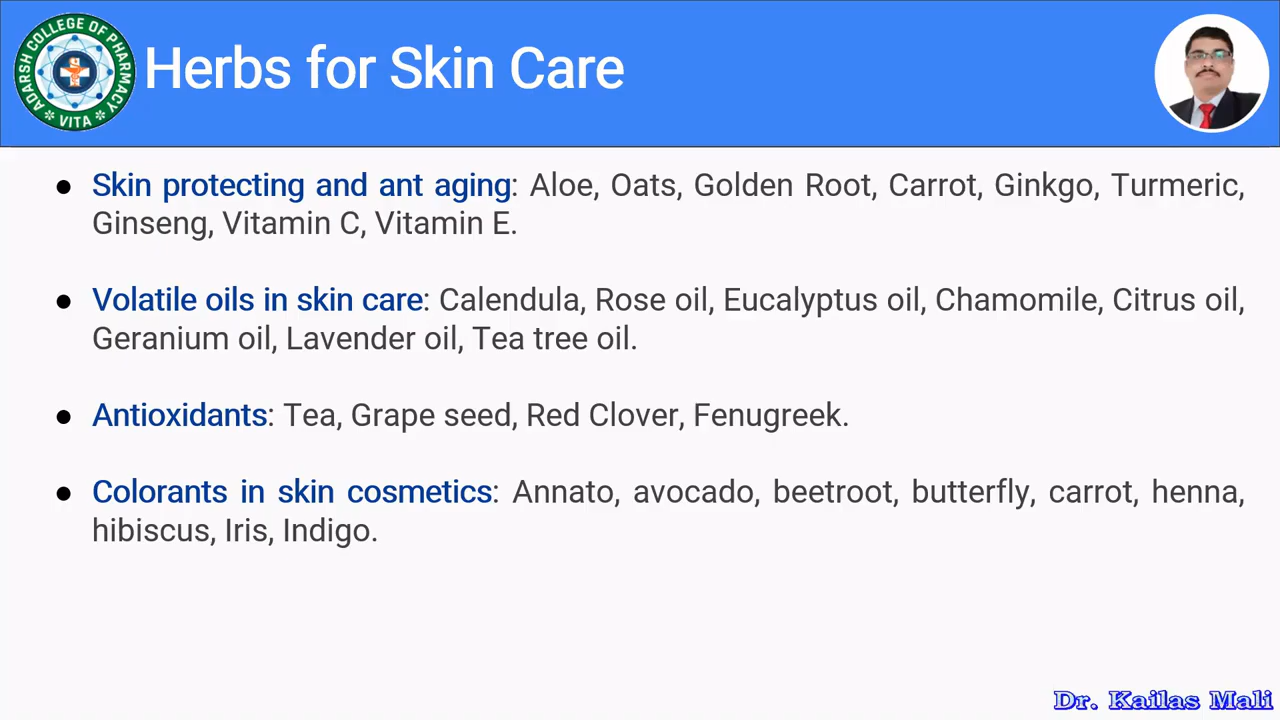 ADARSH COLLEGE OF PHARMACY
VITA
Herbs for Skin Care
● Skin protecting and ant aging: Aloe, Oats, Golden Root, Carrot, Ginkgo, Turmeric,
Ginseng, Vitamin C, Vitamin E.
● Volatile oils in skin care: Calendula, Rose oil, Eucalyptus oil, Chamomile, Citrus oil,
Geranium oil, Lavender oil, Tea tree oil.
● Antioxidants: Tea, Grape seed, Red Clover, Fenugreek.
● Colorants in skin cosmetics: Annato, avocado, beetroot, butterfly, carrot, henna,
hibiscus, Iris, Indigo.
Dr. Kailas Mali